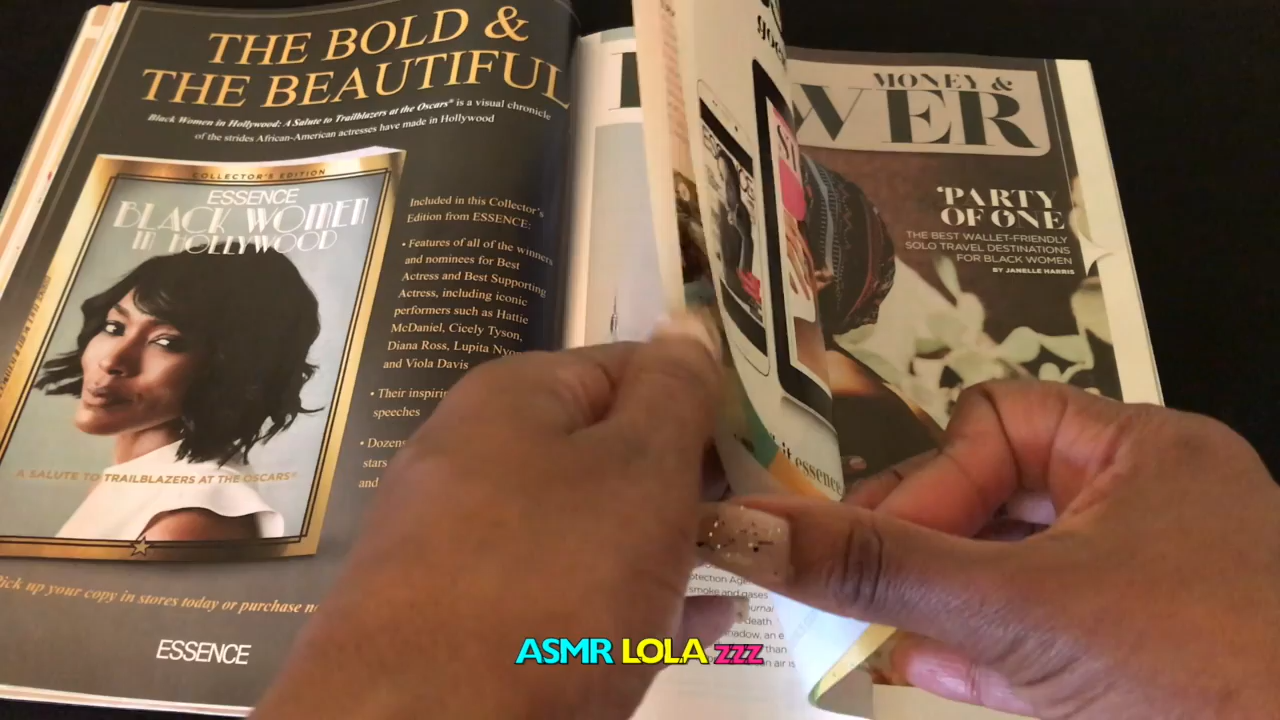 THE BOLD &
THE BEAUTIFUL
Black Women in Hollywood: A Salute to Trailblazers at the Oscars® is a visual chronicle
of the strides African-American actresses have made in Hollywood
COLLECTOR'S EDITION
ESSENCE
BLACK WOMEN
IN HOLLYWOOD
A SALUTE TO TRAILBLAZERS AT THE OSCARS®
Included in this Collector's
Edition from ESSENCE:
• Features of all of the winners
and nominees for Best
Actress and Best Supporting
Actress, including iconic
performers such as Hattie
McDaniel, Cicely Tyson,
Diana Ross, Lupita
and Viola Davis
• Their
speeches
• Dozens
stars
and
Pick up your copy in stores today or purchase
ESSENCE
MONEY &
WER
PARTY
OF ONE
THE BEST WALLET-FRIENDLY
SOLO TRAVEL DESTINATIONS
FOR BLACK WOMEN
BY JANELLE HARRIS
essence
smoke and gases
death
an e
than
air is
ASMR LOLA zzz